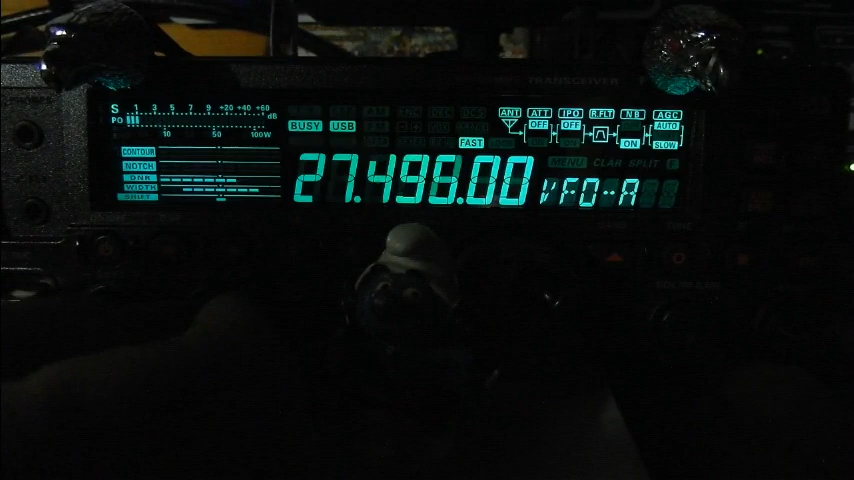 TRANSCEIVER
S 1 3 5 7 9 +20 +40 +60 dB
PO
10 50 100W
BUSY USB
FAST
ANT ATT IPO R.FLT NB AGC
OFF OFF AUTO
ON SLOW
CONTOUR
NOTCH
DNR
WIDTH
SHIFT
MENU CLAR SPLIT
27.498.00 VFO-A